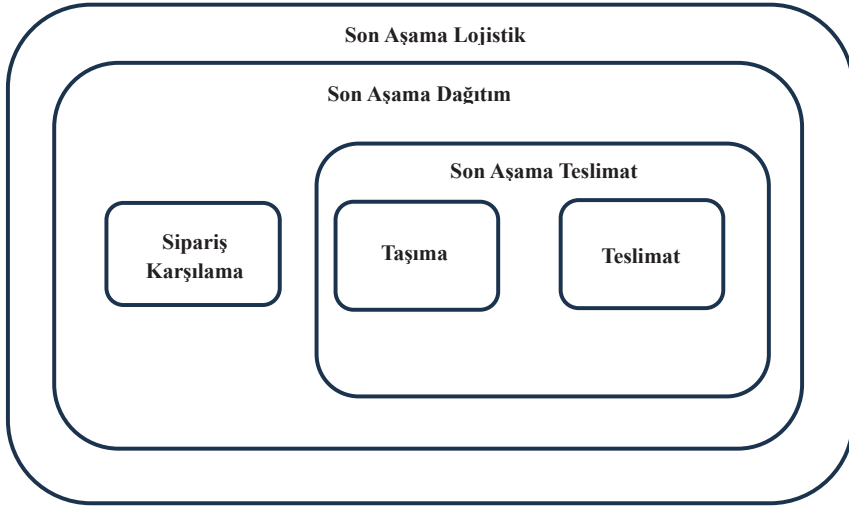 Son Aşama Lojistik
Son Aşama Dağıtım
Son Aşama Teslimat
Sipariş
Karşılama
Taşıma
Teslimat